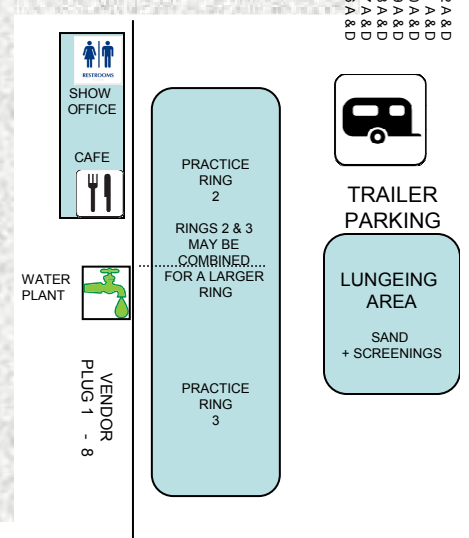 RESTROOMS
SHOW
OFFICE
CAFE
WATER
PLANT
VENDOR
PLUG 1 - 8
PRACTICE
RING
2
RINGS 2 & 3
MAY BE
COMBINED
FOR A LARGER
RING
PRACTICE
RING
3
A & D
A & D
A & D
A & D
A & D
A & D
A & D
TRAILER
PARKING
LUNGEING
AREA
SAND
+ SCREENINGS